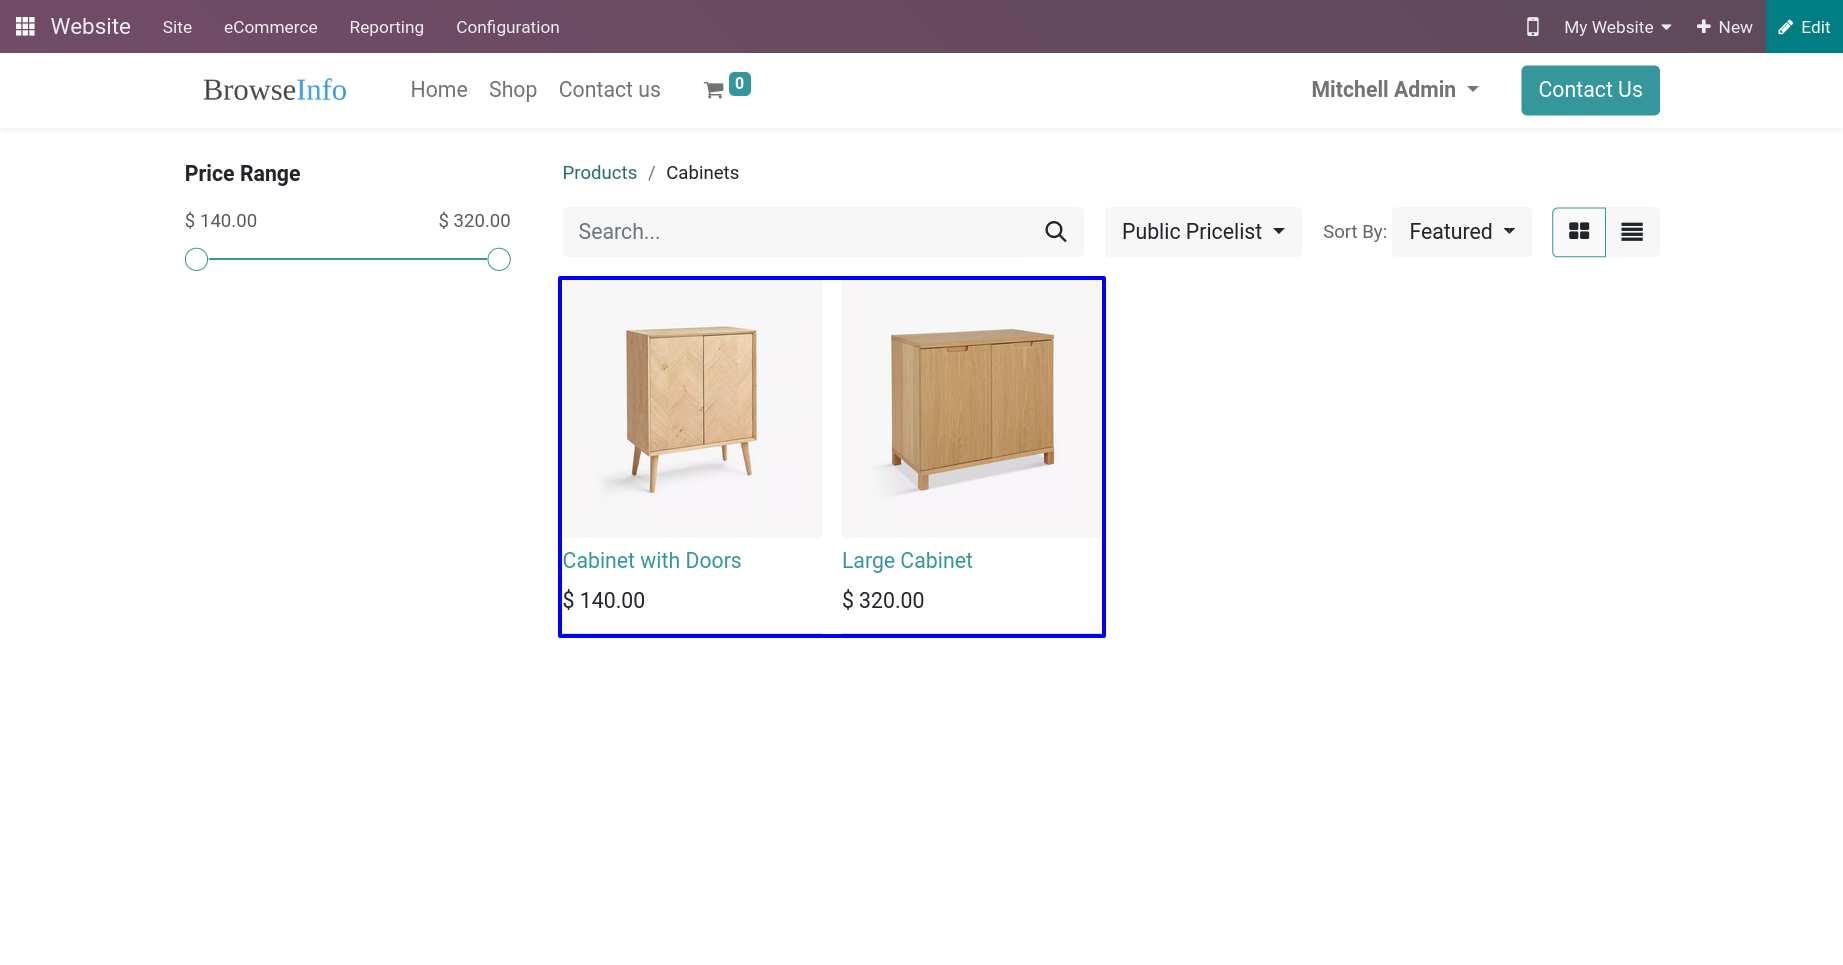 Website Site eCommerce Reporting Configuration My Website New Edit
BrowseInfo Home Shop Contact us 0 Mitchell Admin Contact Us
Price Range
$ 140.00 $ 320.00
Products / Cabinets
Search... Public Pricelist Sort By: Featured
Cabinet with Doors
$ 140.00
Large Cabinet
$ 320.00